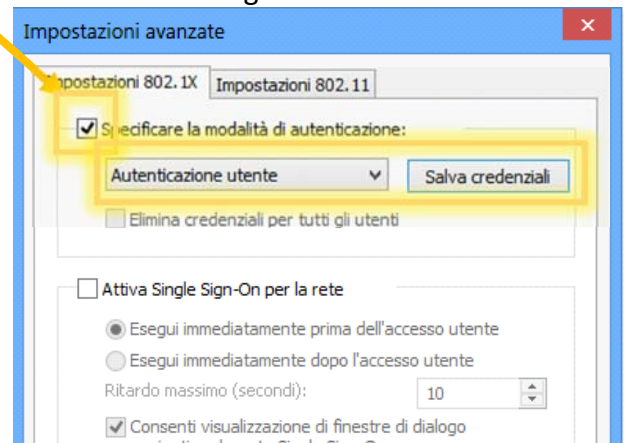 Impostazioni avanzate
Impostazioni 802.1X Impostazioni 802.11
Specificare la modalità di autenticazione:
Autenticazione utente Salva credenziali
Elimina credenziali per tutti gli utenti
Attiva Single Sign-On per la rete
Esegui immediatamente prima dell'accesso utente
Esegui immediatamente dopo l'accesso utente
Ritardo massimo (secondi): 10
Consenti visualizzazione di finestre di dialogo